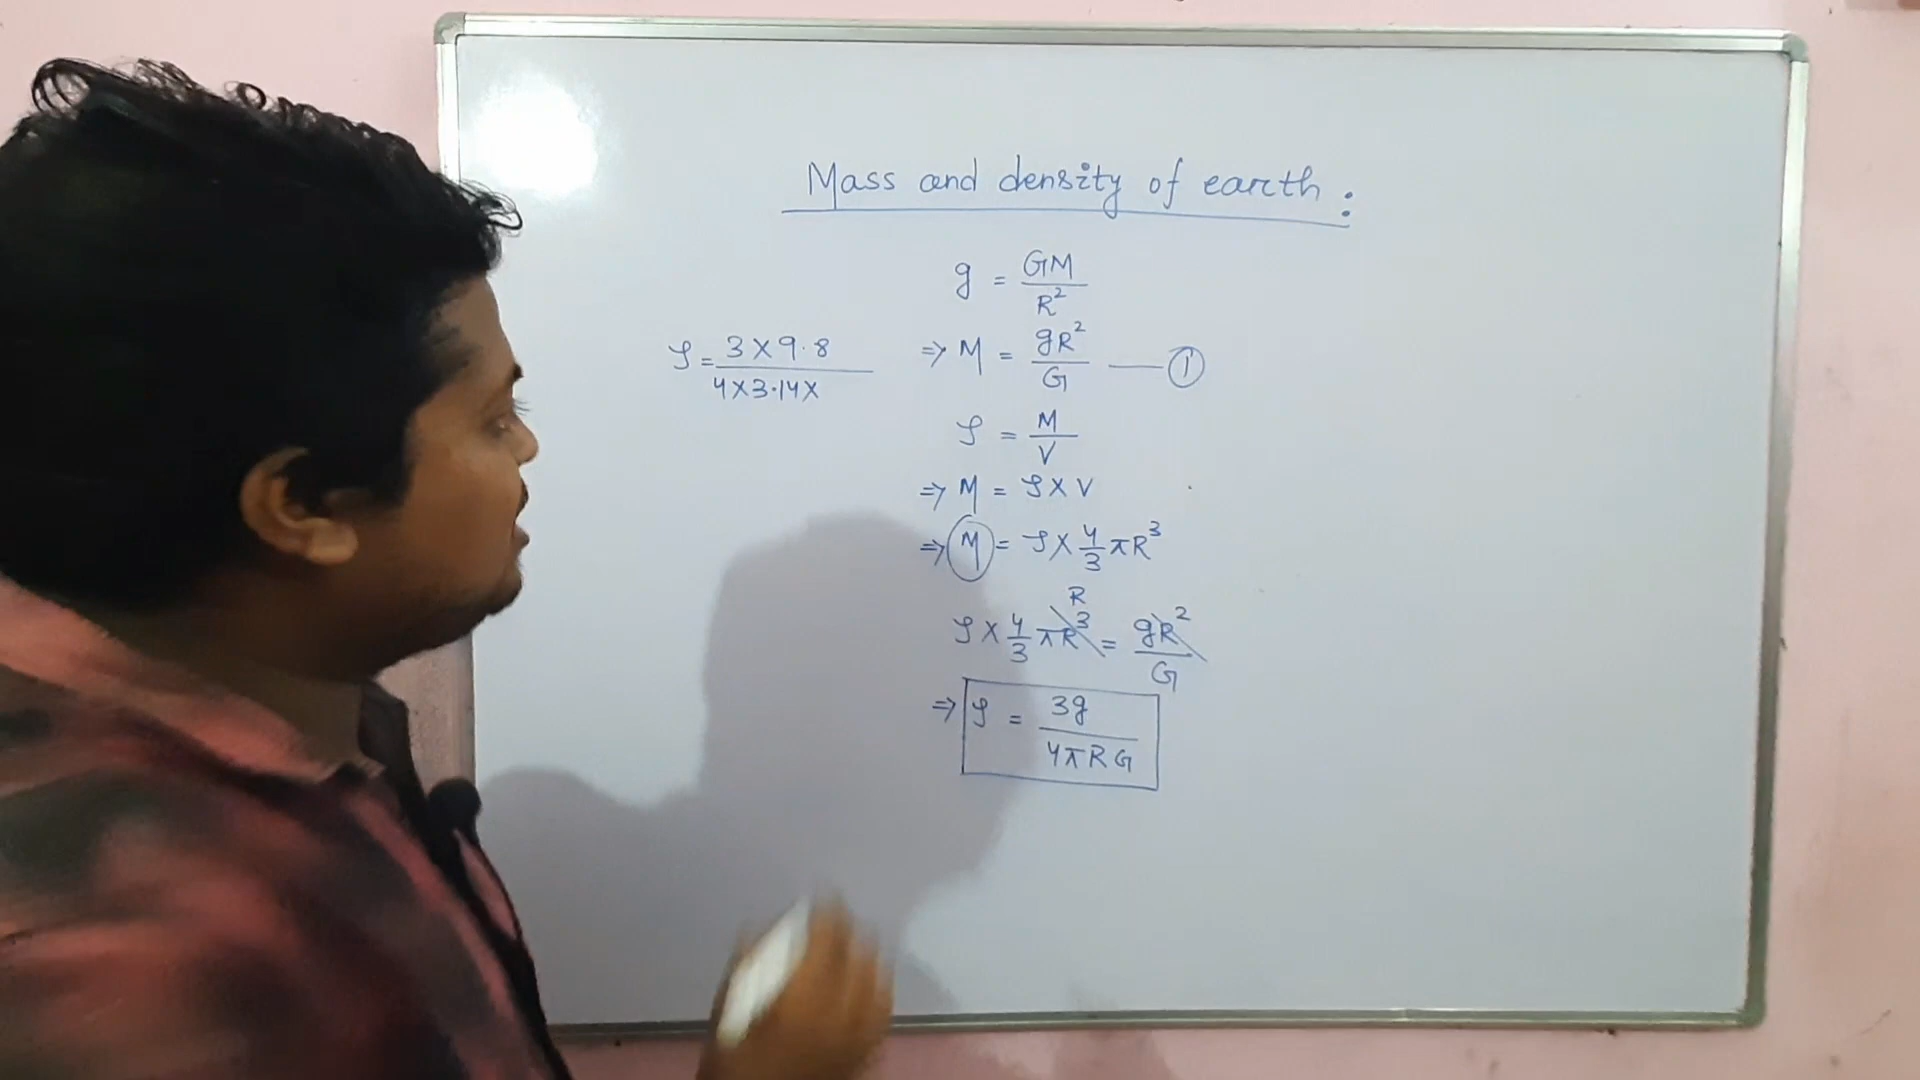 Mass and density of earth :
g = GM/R²
⇒ M = gR²/G —— ①
ρ = M/V
⇒ M = ρ × V
⇒ M = ρ × 4/3 πR³
ρ × 4/3 πR³ = gR²/G
R
⇒ ρ = 3g/4πRG
ρ = 3×9.8/4×3.14×